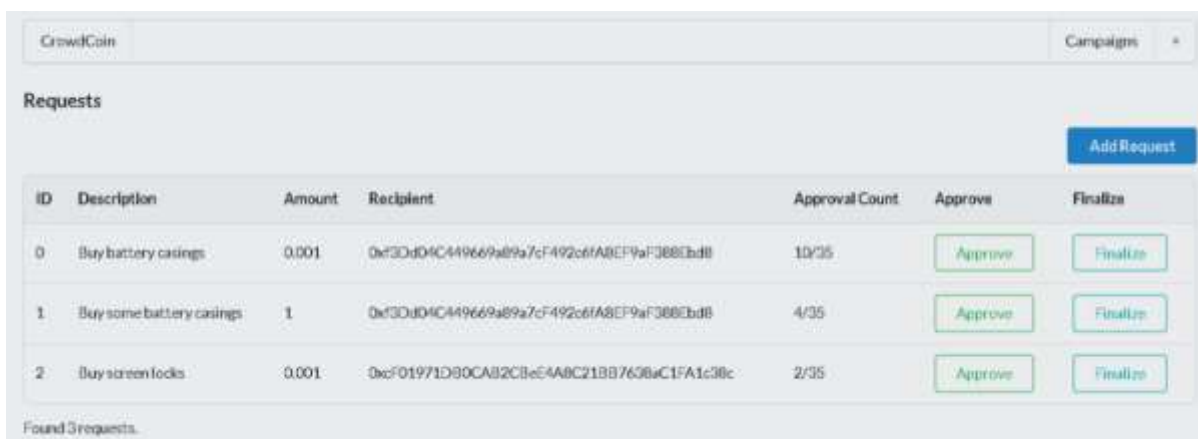 CrowdCoin Campaigns +
Requests
Add Request
ID Description Amount Recipient Approval Count Approve Finalize
0 Buy battery casings 0.001 10/35 Approve Finalize
1 Buy some battery casings 1 4/35 Approve Finalize
2 Buy screen locks 0.001 2/35 Approve Finalize
Found 3 requests.